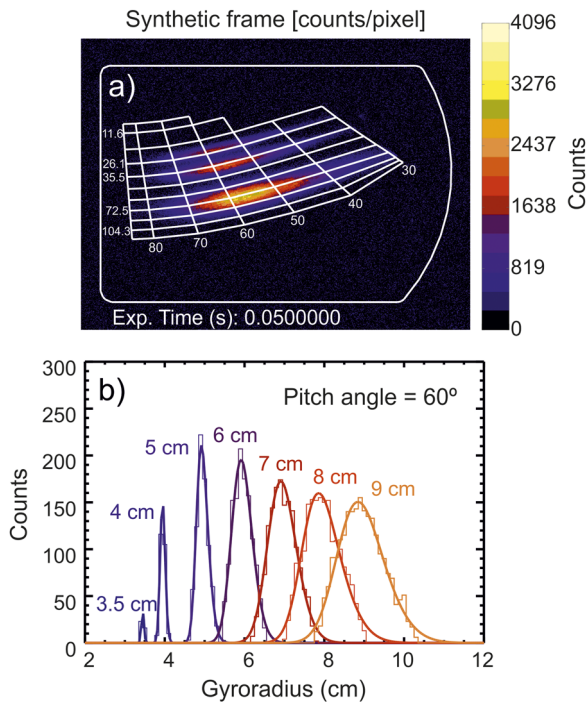 Synthetic frame [counts/pixel]
a)
11.6
26.1
35.5
72.5
104.3
80
70
60
50
40
30
Exp. Time (s): 0.0500000
4096
3276
2437
1638
819
0
Counts
b)
Pitch angle = 60º
300
250
200
150
100
50
0
Counts
3.5 cm
4 cm
5 cm
6 cm
7 cm
8 cm
9 cm
2 4 6 8 10 12
Gyroradius (cm)